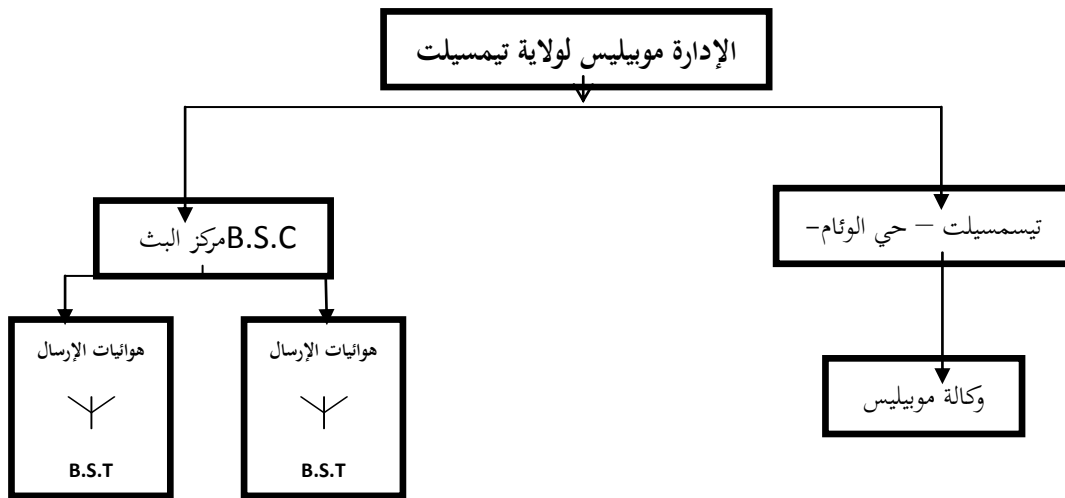 الإدارة موبيليس لولاية تيمسيلت
تيسمسيلت – حي الوئام-
مركز البث B.S.C
وكالة موبيليس
هوائيات الإرسال
B.S.T
هوائيات الإرسال
B.S.T